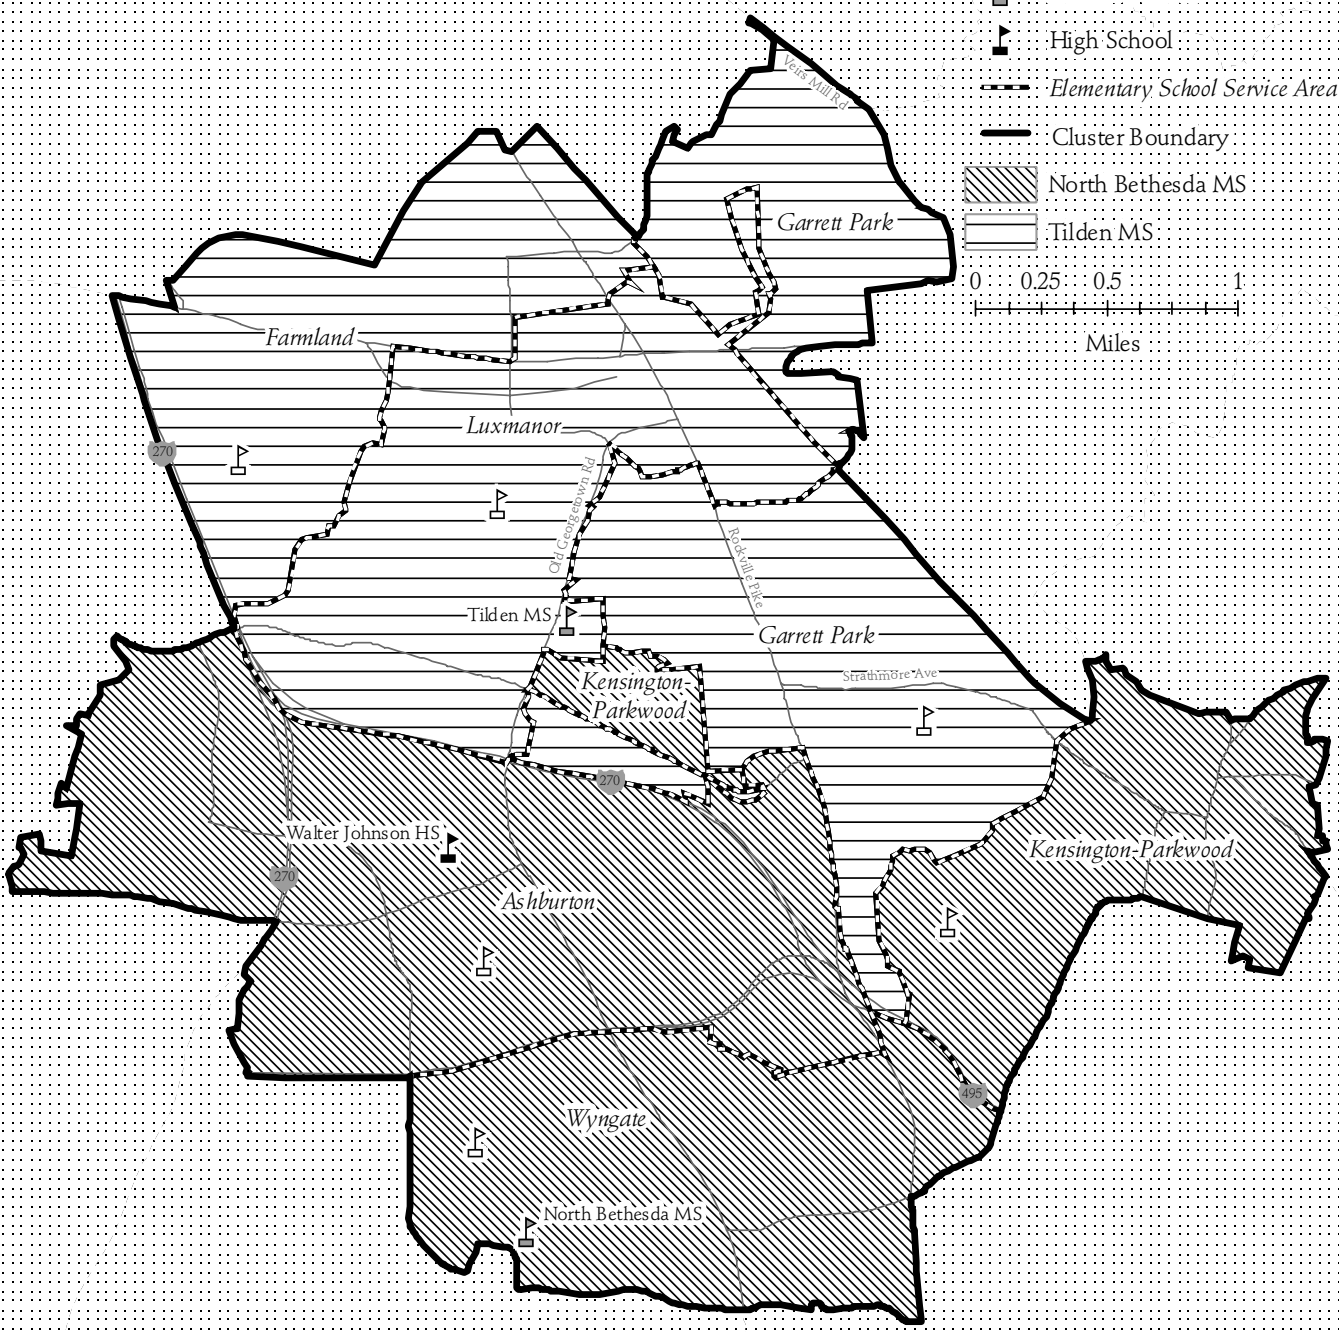 High School
Elementary School Service Area
Cluster Boundary
North Bethesda MS
Tilden MS
0 0.25 0.5 1
Miles
Veirs Mill Rd
Garrett Park
Farmland
Luxmanor
270
Old Georgetown Rd
Rockville Pike
Tilden MS
Garrett Park
Strathmore Ave
Kensington-
Parkwood
270
Walter Johnson HS
Kensington-Parkwood
270
Ashburton
495
Wyngate
North Bethesda MS